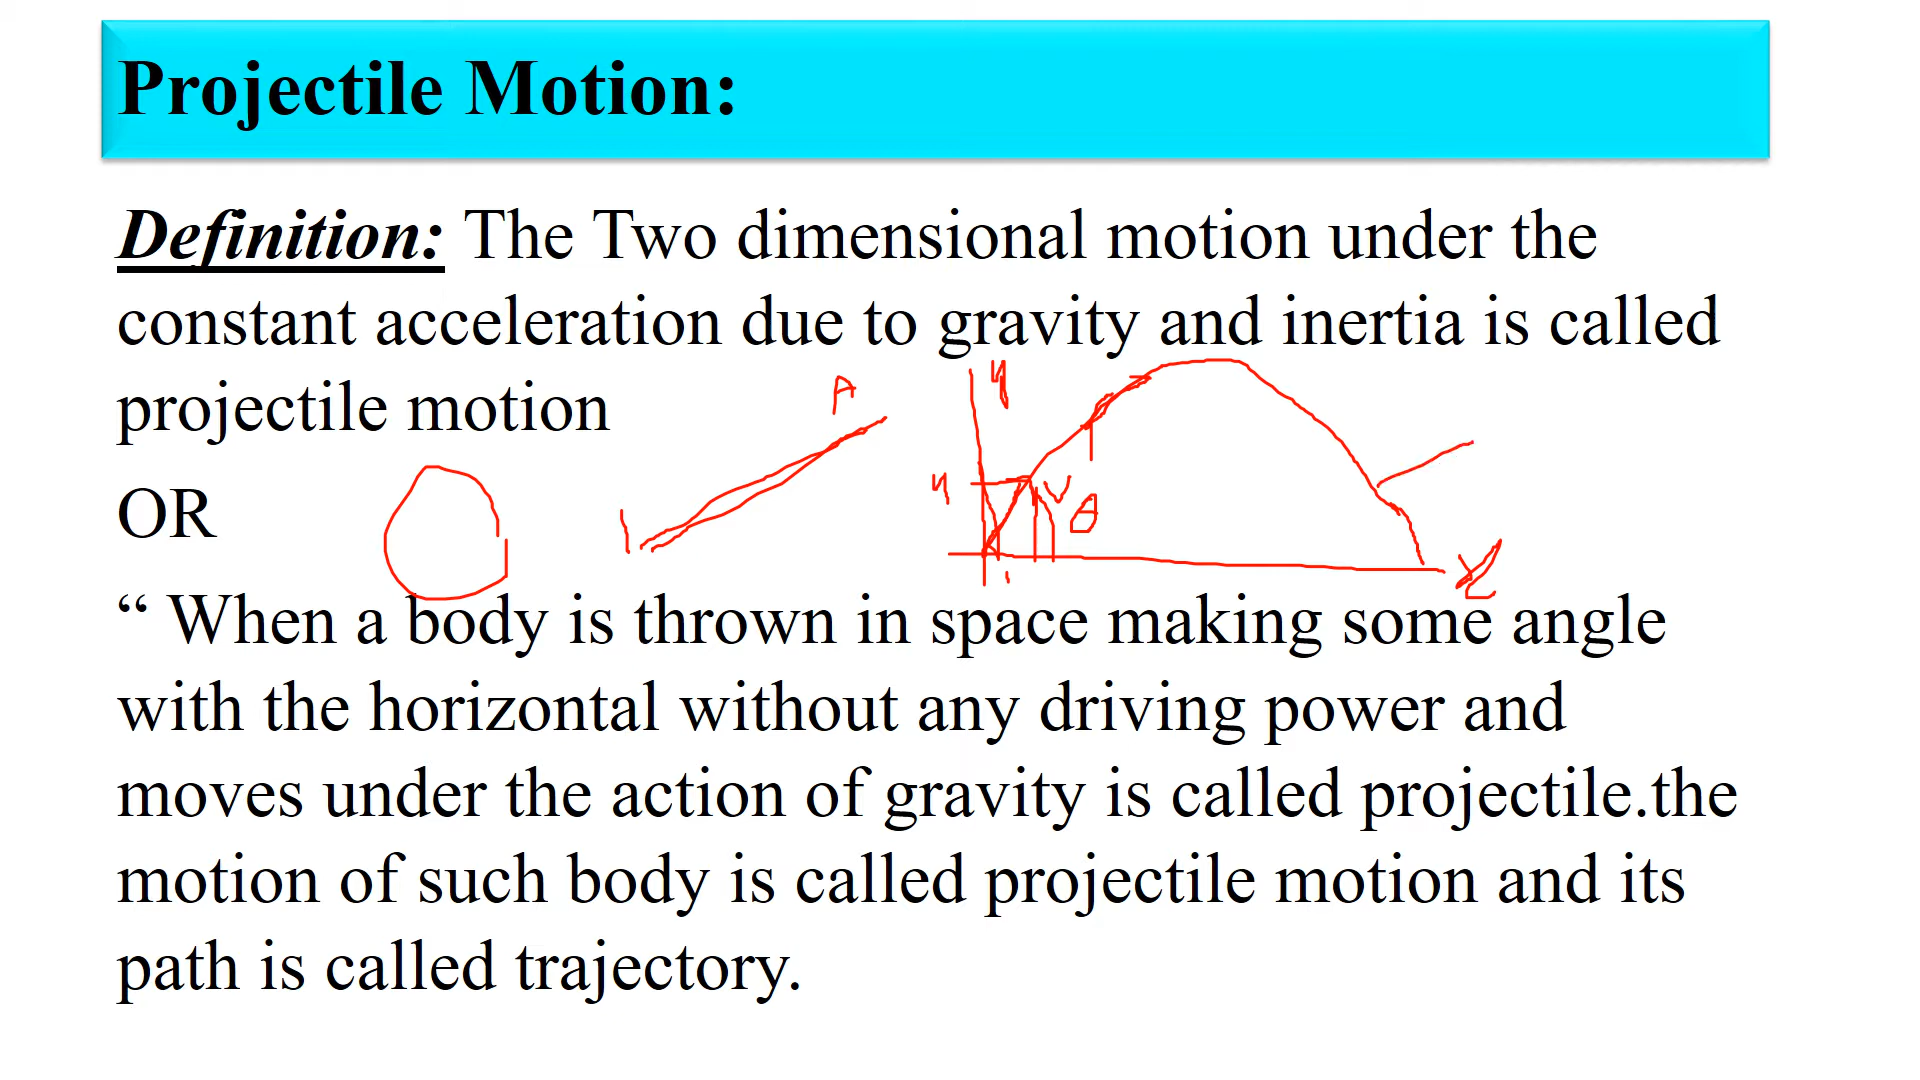 Projectile Motion:
Definition: The Two dimensional motion under the
constant acceleration due to gravity and inertia is called
projectile motion
A
y
y
V
θ
OR
“ When a body is thrown in space making some angle
with the horizontal without any driving power and
moves under the action of gravity is called projectile.the
motion of such body is called projectile motion and its
path is called trajectory.